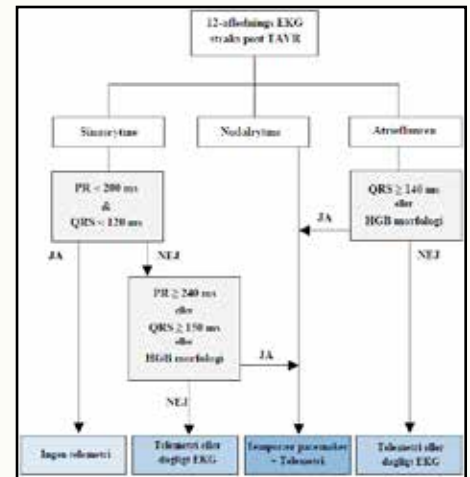 12-aflednings EKG
straks post TAVR
Sinusrytme
Nodalrytme
Atrieflimren
PR < 200 ms
&
QRS < 120 ms
QRS ≥ 140 ms
eller
HGB morfologi
JA
NEJ
JA
NEJ
PR ≥ 240 ms
eller
QRS ≥ 150 ms
eller
HGB morfologi
JA
NEJ
Ingen telemetri
Telemetri eller
dagligt EKG
Temporær pacemaker
+ Telemetri
Telemetri eller
dagligt EKG